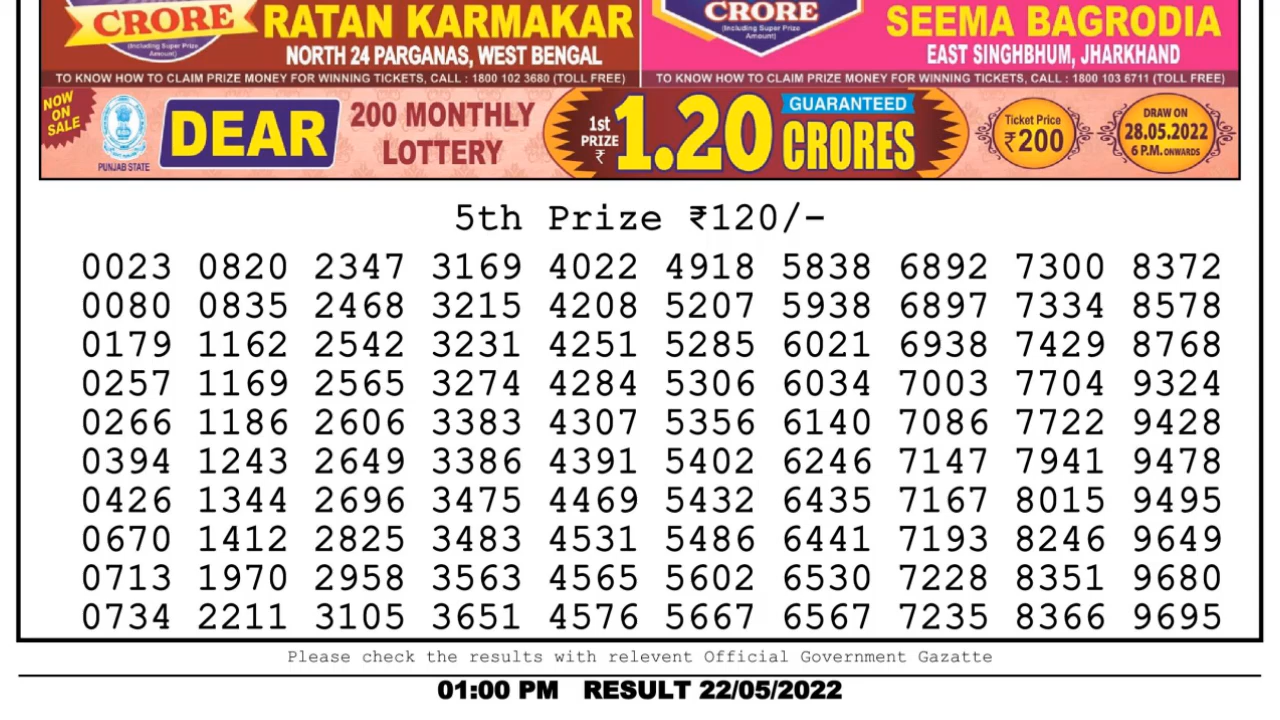 CRORE
(Including Super Prize Amount)
RATAN KARMAKAR
NORTH 24 PARGANAS, WEST BENGAL
TO KNOW HOW TO CLAIM PRIZE MONEY FOR WINNING TICKETS, CALL : 1800 102 3680 (TOLL FREE)
CRORE
(Including Super Prize Amount)
SEEMA BAGRODIA
EAST SINGHBHUM, JHARKHAND
TO KNOW HOW TO CLAIM PRIZE MONEY FOR WINNING TICKETS, CALL : 1800 103 6711 (TOLL FREE)
NOW
ON
SALE
PUNJAB STATE
DEAR
200 MONTHLY
LOTTERY
1st
PRIZE
₹
1.20
GUARANTEED
CRORES
Ticket Price
₹200
DRAW ON
28.05.2022
6 P.M. ONWARDS
5th Prize ₹120/-
0023 0820 2347 3169 4022 4918 5838 6892 7300 8372
0080 0835 2468 3215 4208 5207 5938 6897 7334 8578
0179 1162 2542 3231 4251 5285 6021 6938 7429 8768
0257 1169 2565 3274 4284 5306 6034 7003 7704 9324
0266 1186 2606 3383 4307 5356 6140 7086 7722 9428
0394 1243 2649 3386 4391 5402 6246 7147 7941 9478
0426 1344 2696 3475 4469 5432 6435 7167 8015 9495
0670 1412 2825 3483 4531 5486 6441 7193 8246 9649
0713 1970 2958 3563 4565 5602 6530 7228 8351 9680
0734 2211 3105 3651 4576 5667 6567 7235 8366 9695
Please check the results with relevent Official Government Gazatte
01:00 PM RESULT 22/05/2022